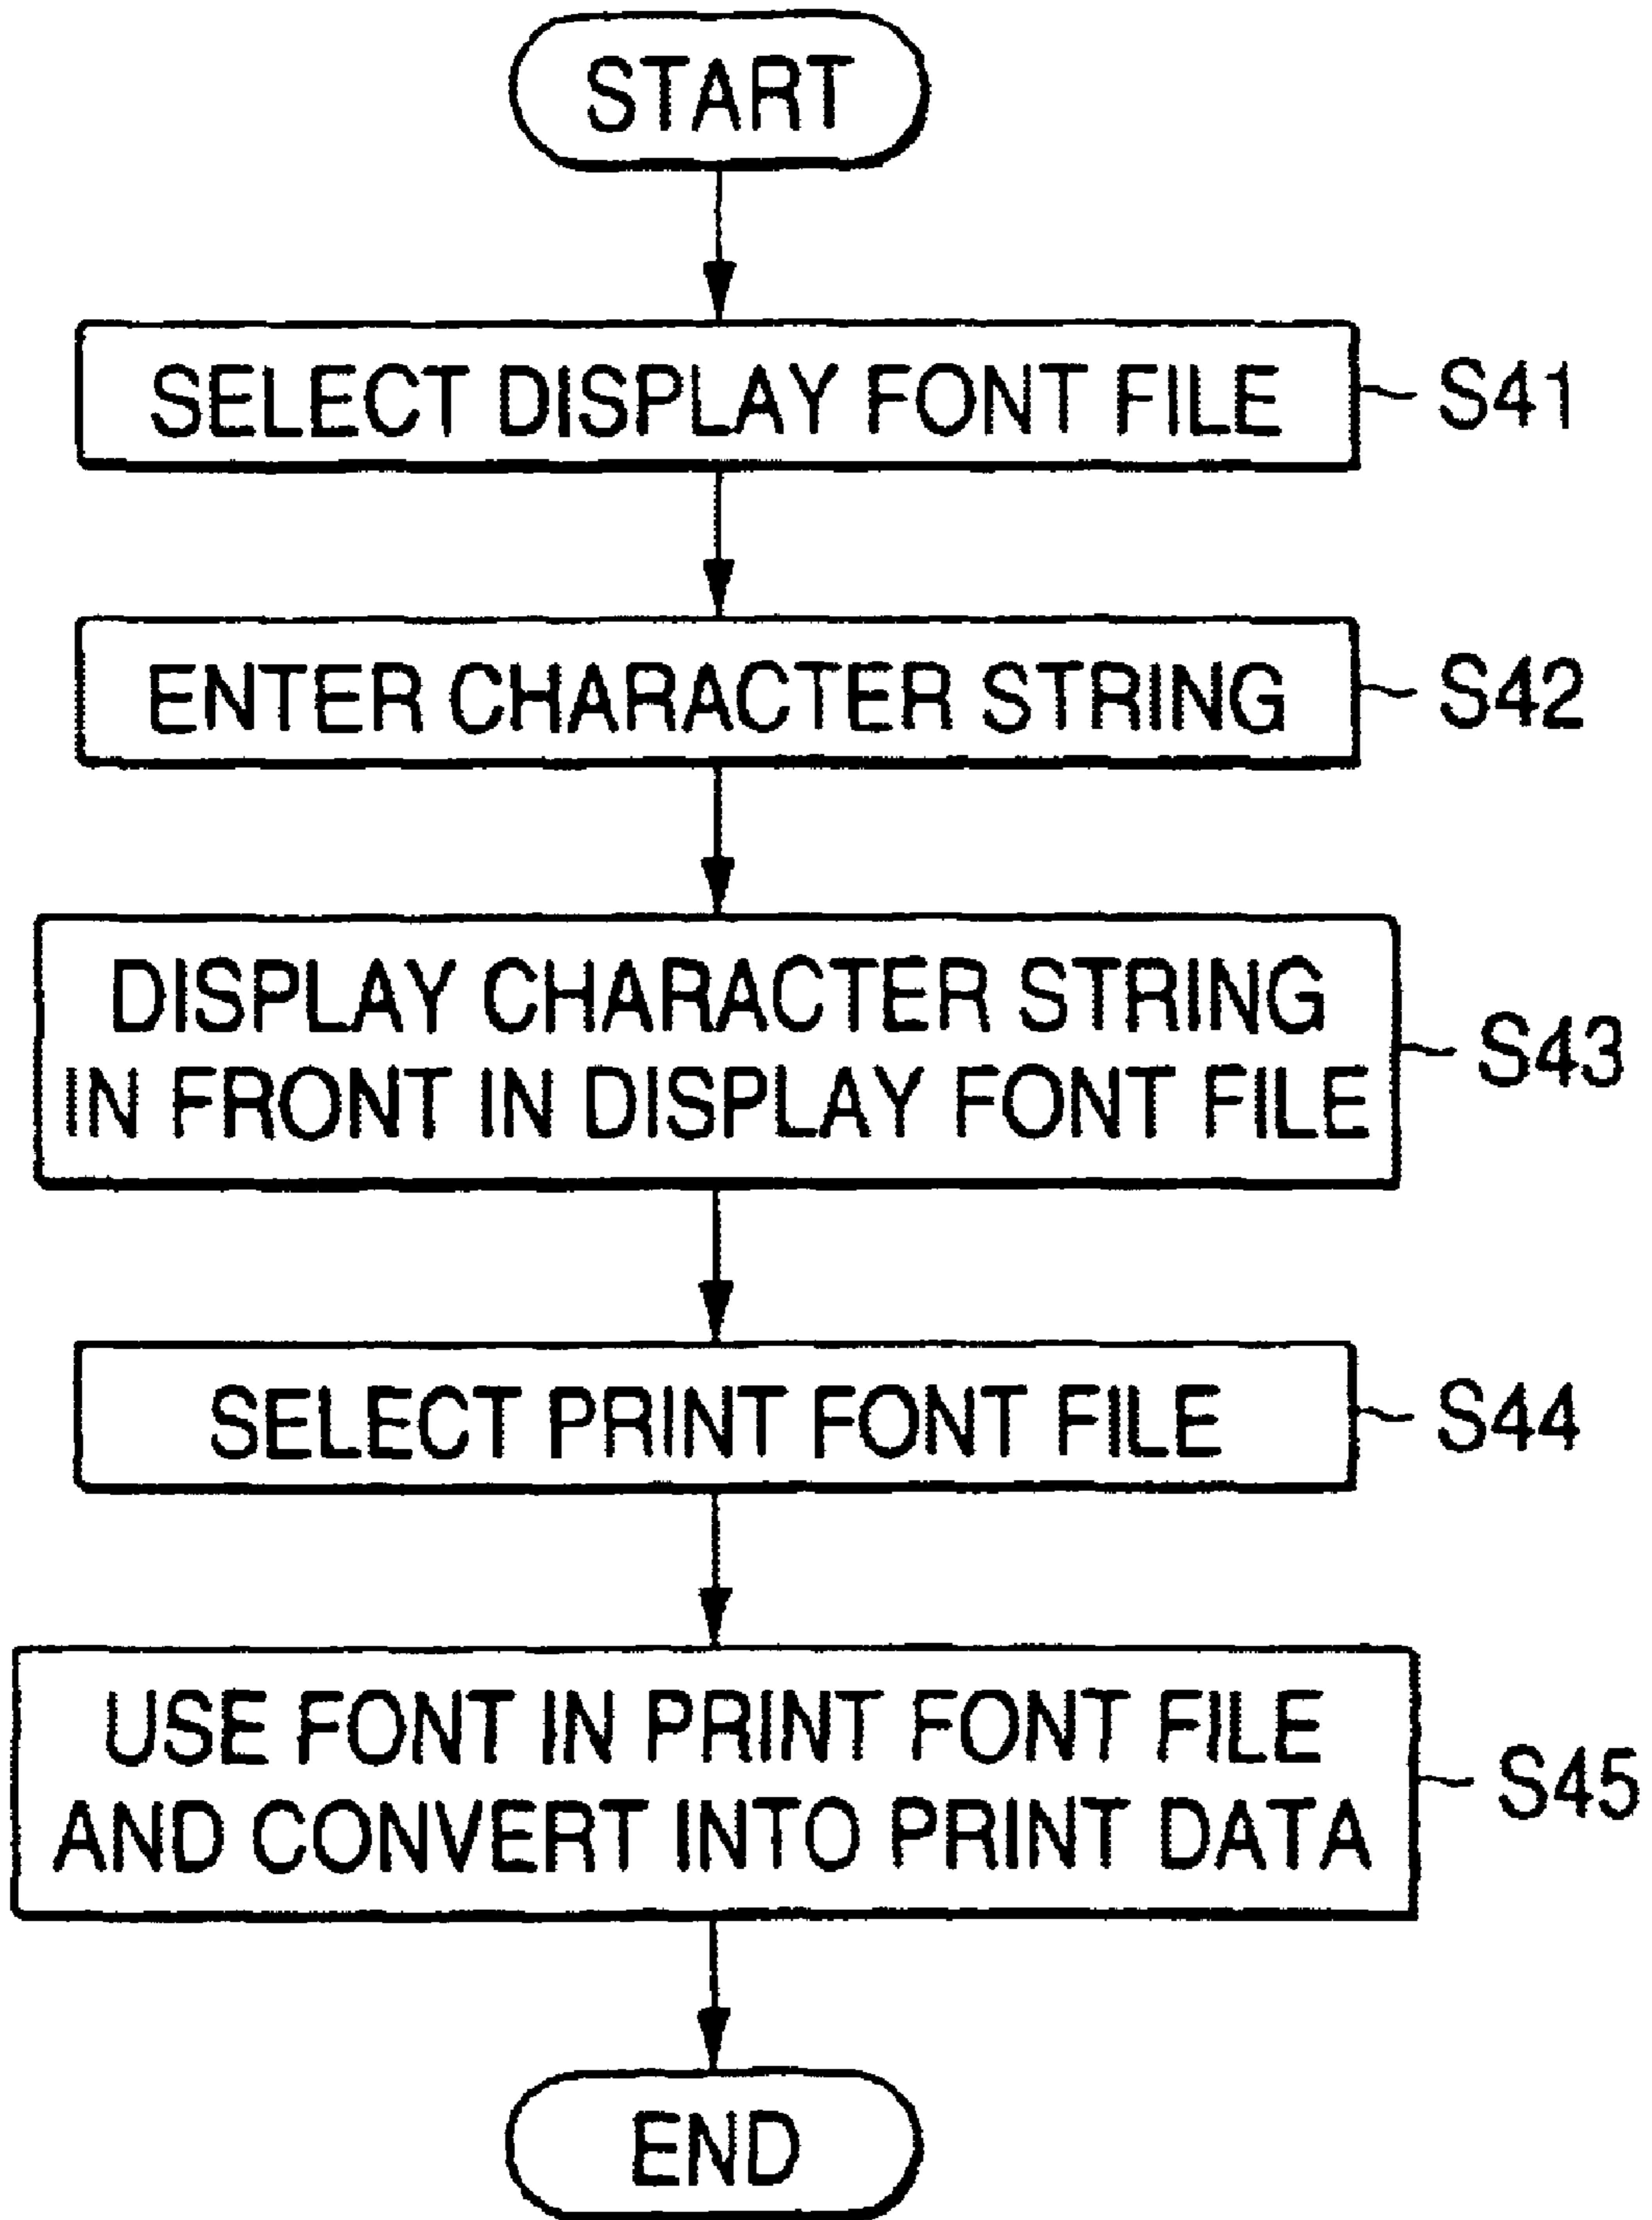 START
SELECT DISPLAY FONT FILE
S41
ENTER CHARACTER STRING
S42
DISPLAY CHARACTER STRING
IN FRONT IN DISPLAY FONT FILE
S43
SELECT PRINT FONT FILE
S44
USE FONT IN PRINT FONT FILE
AND CONVERT INTO PRINT DATA
S45
END